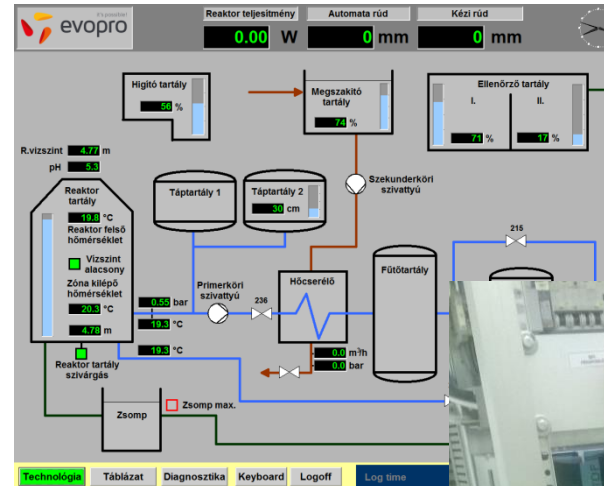 It's possible!
evopro
Reaktor teljesítmény
0.00 W
Automata rúd
0 mm
Kézi rúd
0 mm
Higitó tartály
56 %
Megszakító
tartály
74 %
Ellenőrző tartály
I.
II.
71 %
17 %
R.vízszint 4.77 m
pH 5.3
Reaktor
tartály
19.8 °C
Reaktor felső
hőmérséklet
Vizszint
alacsony
Zóna kilépő
hőmérséklet
20.3 °C
4.78 m
Reaktor tartály
szivárgás
Táptartály 1
Táptartály 2
30 cm
Szekunderköri
szivattyú
0.55 bar
19.3 °C
19.3 °C
Primerköri
szivattyú
236
Hőcserélő
0.0 m³/h
0.0 bar
Fűtőtartály
215
Zsomp
Zsomp max.
Technológia
Táblázat
Diagnosztika
Keyboard
Logoff
Log time